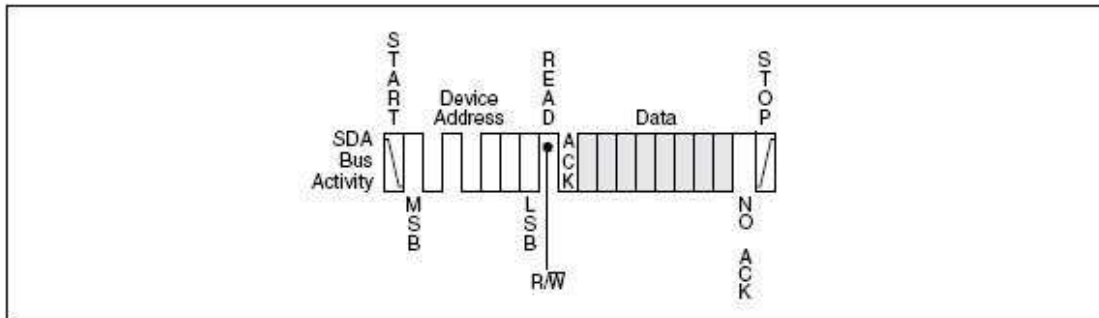 START
Device
Address
READ
ACK
Data
STOP
SDA
Bus
Activity
MSB
LSB
R/W̅
NO ACK